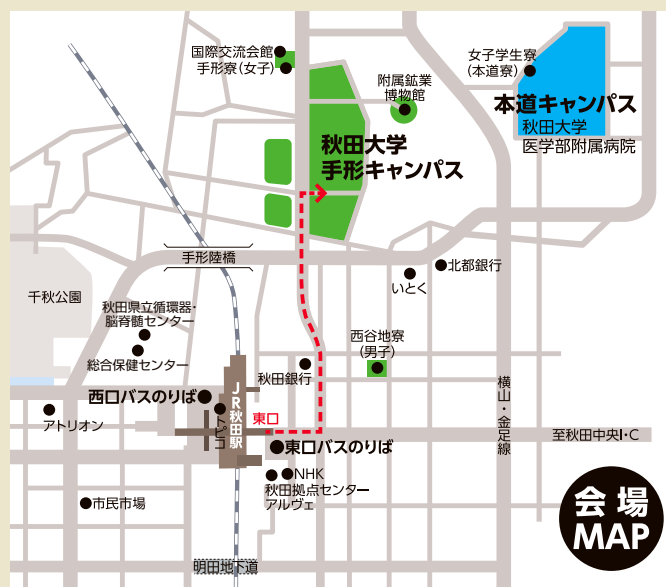 国際交流会館
手形寮(女子)
附属鉱業
博物館
女子学生寮
(本道寮)
本道キャンパス
秋田大学
医学部附属病院
秋田大学
手形キャンパス
手形陸橋
北都銀行
いとく
千秋公園
秋田県立循環器・
脳脊髄センター
総合保健センター
西谷地寮
(男子)
秋田銀行
西口バスのりば
JR秋田駅
トピコ
東口
アトリオン
東口バスのりば
横山・金足線
至秋田中央I・C
NHK
秋田拠点センター
アルヴェ
市民市場
明田地下道
会場
MAP